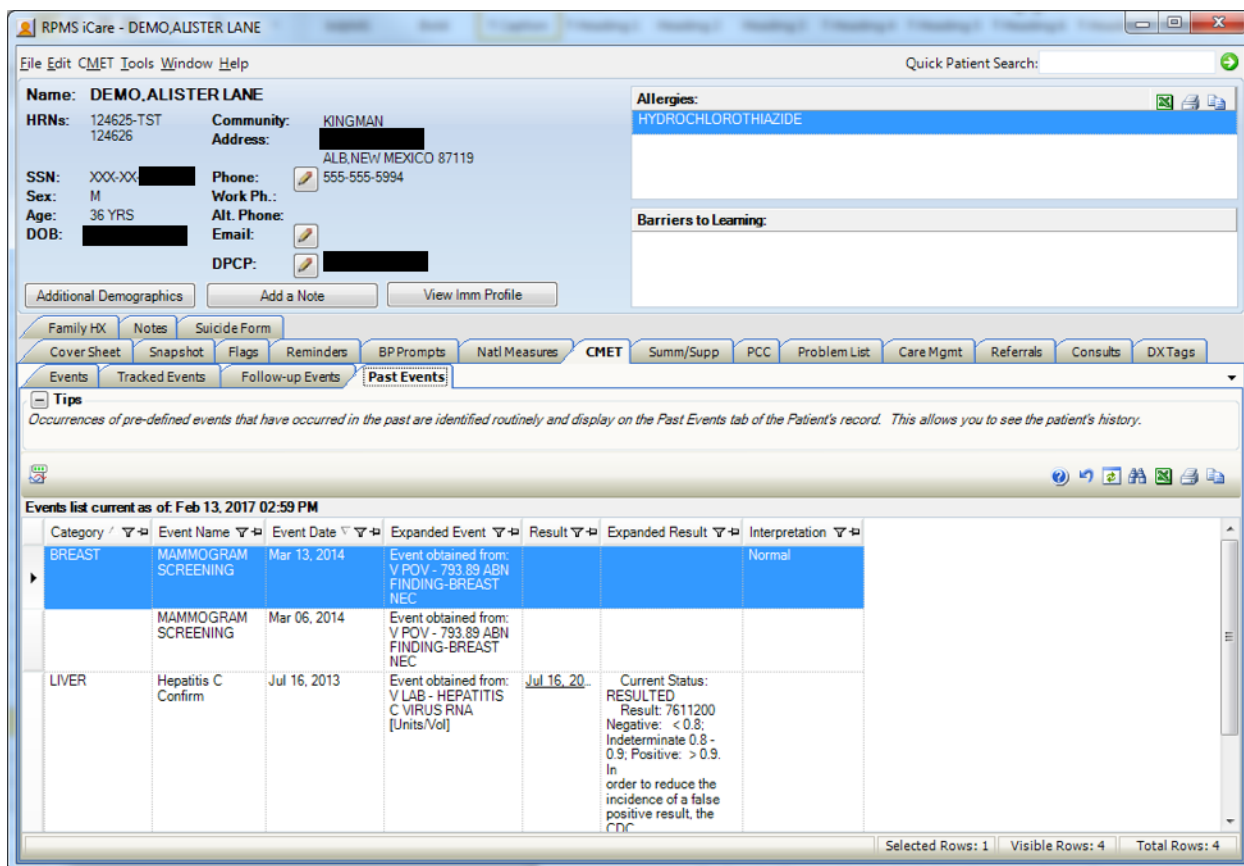 RPMS iCare - DEMO,ALISTER LANE
File Edit CMET Tools Window Help
Quick Patient Search:
Name: DEMO,ALISTER LANE
HRNs: 124625-TST
124626
Community: KINGMAN
Address:
ALB,NEW MEXICO 87119
SSN: XXX-XX-
Phone: 555-555-5994
Sex: M
Work Ph.:
Age: 36 YRS
Alt. Phone:
DOB:
Email:
DPCP:
Allergies:
HYDROCHLOROTHIAZIDE
Barriers to Learning:
Additional Demographics
Add a Note
View Imm Profile
Family HX Notes Suicide Form
Cover Sheet Snapshot Flags Reminders BP Prompts Natl Measures CMET Summ/Supp PCC Problem List Care Mgmt Referrals Consults DX Tags
Events Tracked Events Follow-up Events Past Events
Tips
Occurrences of pre-defined events that have occurred in the past are identified routinely and display on the Past Events tab of the Patient's record. This allows you to see the patient's history.
Events list current as of: Feb 13, 2017 02:59 PM
Category Event Name Event Date Expanded Event Result Expanded Result Interpretation
BREAST
MAMMOGRAM
SCREENING
Mar 13, 2014
Event obtained from:
V POV - 793.89 ABN
FINDING-BREAST
NEC
Normal
MAMMOGRAM
SCREENING
Mar 06, 2014
Event obtained from:
V POV - 793.89 ABN
FINDING-BREAST
NEC
LIVER
Hepatitis C
Confirm
Jul 16, 2013
Event obtained from:
V LAB - HEPATITIS
C VIRUS RNA
[Units/Vol]
Jul 16, 20...
Current Status:
RESULTED
Result: 7611200
Negative: < 0.8;
Indeterminate 0.8 -
0.9; Positive: > 0.9.
In
order to reduce the
incidence of a false
positive result, the
CDC
Selected Rows: 1 Visible Rows: 4 Total Rows: 4